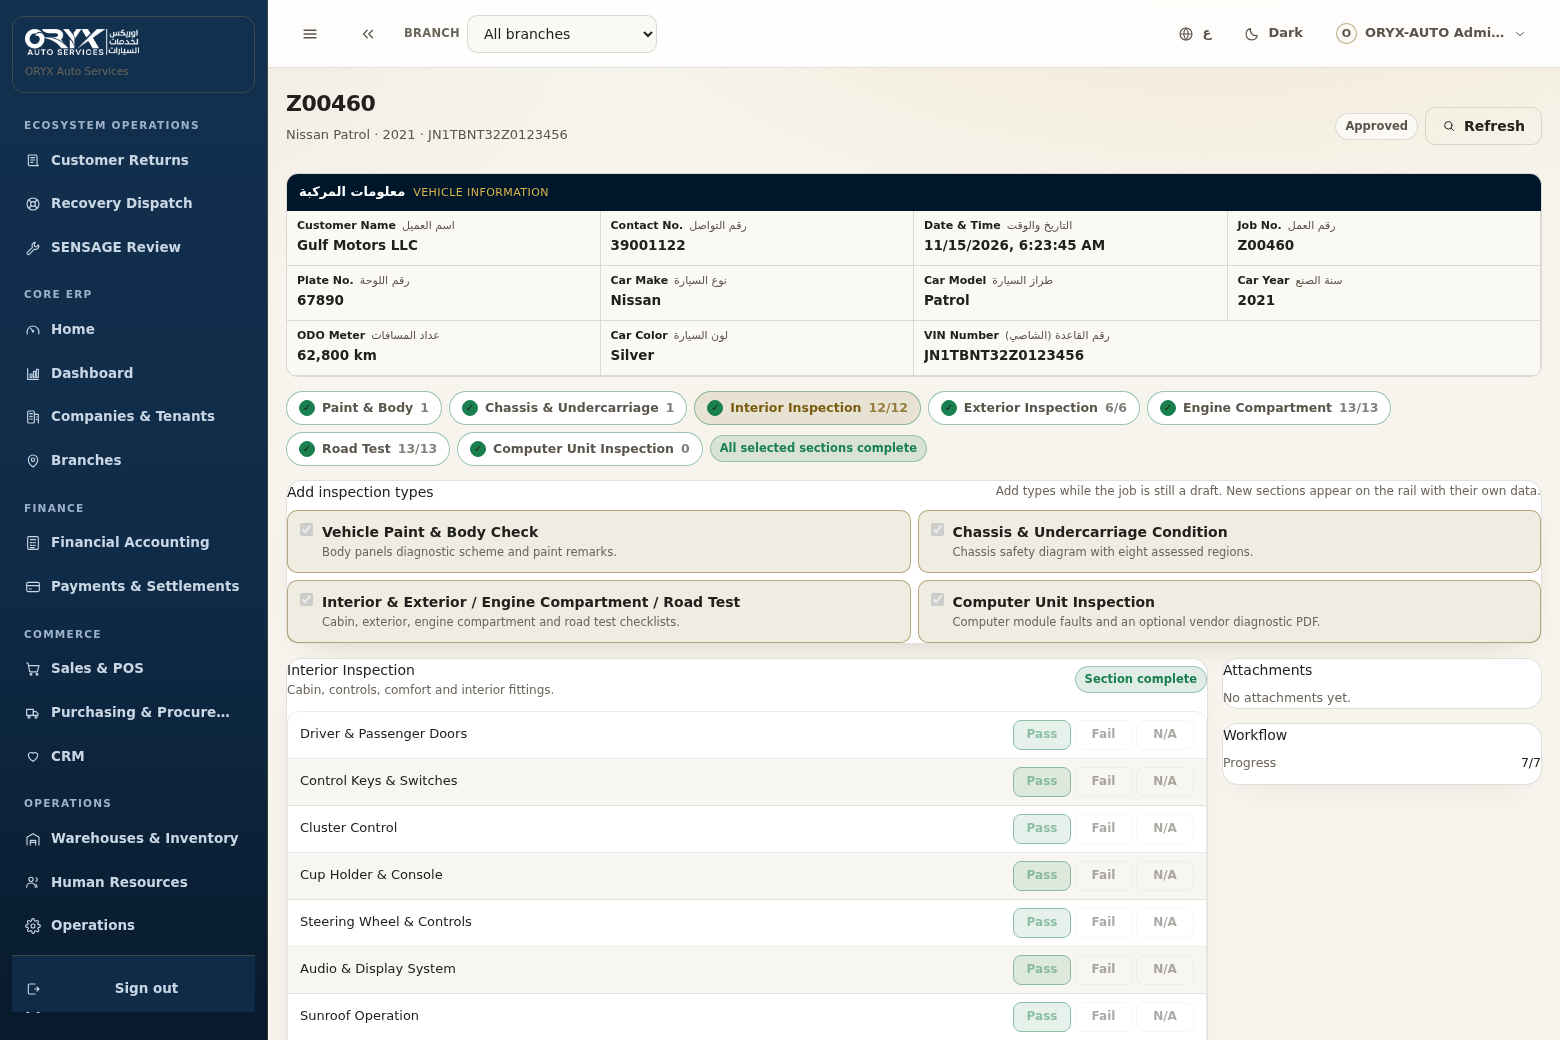 ORYX
اوريكس
لخدمات
السيارات
AUTO SERVICES
ORYX Auto Services
ECOSYSTEM OPERATIONS
Customer Returns
Recovery Dispatch
SENSAGE Review
CORE ERP
Home
Dashboard
Companies & Tenants
Branches
FINANCE
Financial Accounting
Payments & Settlements
COMMERCE
Sales & POS
Purchasing & Procure...
CRM
OPERATIONS
Warehouses & Inventory
Human Resources
Operations
Sign out
BRANCH All branches ع Dark O ORYX-AUTO Admi...
Z00460
Nissan Patrol · 2021 · JN1TBNT32Z0123456
Approved Refresh
معلومات المركبة VEHICLE INFORMATION
Customer Name اسم العميل Contact No. رقم التواصل Date & Time التاريخ والوقت Job No. رقم العمل
Gulf Motors LLC 39001122 11/15/2026, 6:23:45 AM Z00460
Plate No. رقم اللوحة Car Make نوع السيارة Car Model طراز السيارة Car Year سنة الصنع
67890 Nissan Patrol 2021
ODO Meter عداد المسافات Car Color لون السيارة VIN Number رقم القاعدة (الشاصي)
62,800 km Silver JN1TBNT32Z0123456
Paint & Body 1 Chassis & Undercarriage 1 Interior Inspection 12/12 Exterior Inspection 6/6 Engine Compartment 13/13
Road Test 13/13 Computer Unit Inspection 0 All selected sections complete
Add inspection types Add types while the job is still a draft. New sections appear on the rail with their own data.
Vehicle Paint & Body Check Chassis & Undercarriage Condition
Body panels diagnostic scheme and paint remarks. Chassis safety diagram with eight assessed regions.
Interior & Exterior / Engine Compartment / Road Test Computer Unit Inspection
Cabin, exterior, engine compartment and road test checklists. Computer module faults and an optional vendor diagnostic PDF.
Interior Inspection
Cabin, controls, comfort and interior fittings.
Section complete
Driver & Passenger Doors Pass Fail N/A
Control Keys & Switches Pass Fail N/A
Cluster Control Pass Fail N/A
Cup Holder & Console Pass Fail N/A
Steering Wheel & Controls Pass Fail N/A
Audio & Display System Pass Fail N/A
Sunroof Operation Pass Fail N/A
Attachments
No attachments yet.
Workflow
Progress 7/7